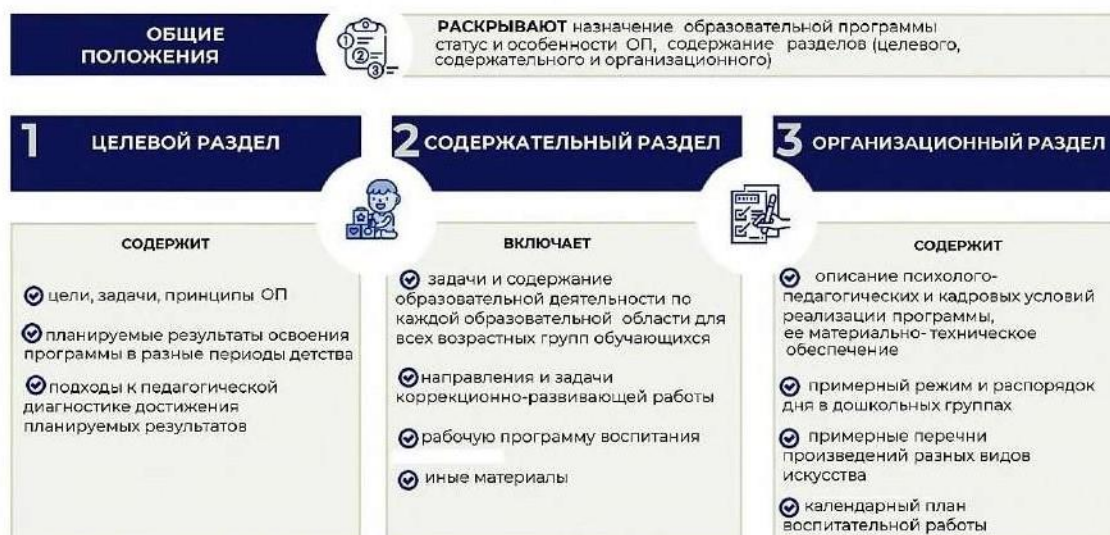 ОБЩИЕ
ПОЛОЖЕНИЯ
1
2
3
РАСКРЫВАЮТ назначение образовательной программы
статус и особенности ОП, содержание разделов (целевого,
содержательного и организационного)
1 ЦЕЛЕВОЙ РАЗДЕЛ
СОДЕРЖИТ
цели, задачи, принципы ОП
планируемые результаты освоения
программы в разные периоды детства
подходы к педагогической
диагностике достижения
планируемых результатов
2 СОДЕРЖАТЕЛЬНЫЙ РАЗДЕЛ
ВКЛЮЧАЕТ
задачи и содержание
образовательной деятельности по
каждой образовательной области для
всех возрастных групп обучающихся
направления и задачи
коррекционно-развивающей работы
рабочую программу воспитания
иные материалы
3 ОРГАНИЗАЦИОННЫЙ РАЗДЕЛ
СОДЕРЖИТ
описание психолого-
педагогических и кадровых условий
реализации программы,
ее материально-техническое
обеспечение
примерный режим и распорядок
дня в дошкольных группах
примерные перечни
произведений разных видов
искусства
календарный план
воспитательной работы